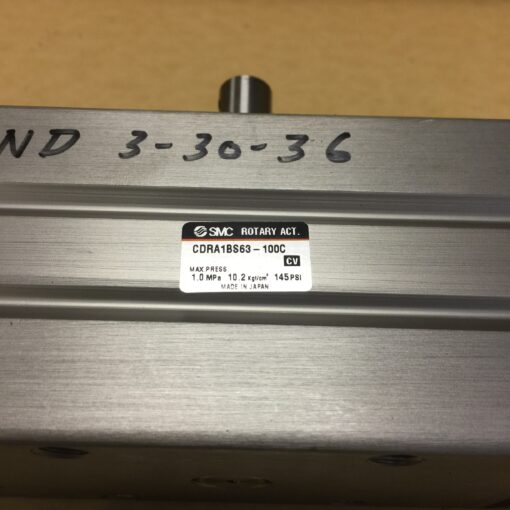 ND 3-30-36
SMC ROTARY ACT.
CDRA1BS63-100C
CV
MAX PRESS
1.0 MPa 10.2 Kgf/cm² 145 PSI
MADE IN JAPAN